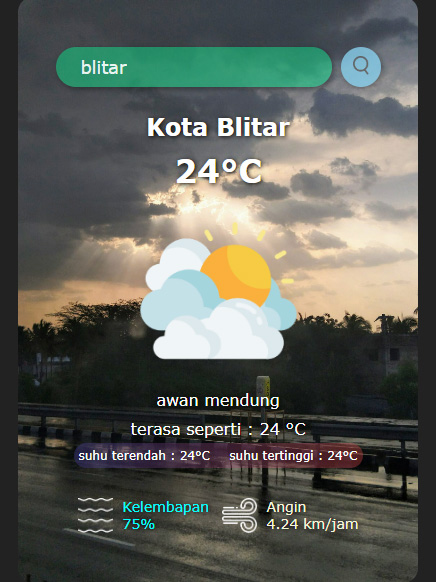 blitar
Kota Blitar
24°C
awan mendung
terasa seperti : 24 °C
suhu terendah : 24°C suhu tertinggi : 24°C
Kelembapan
75%
Angin
4.24 km/jam